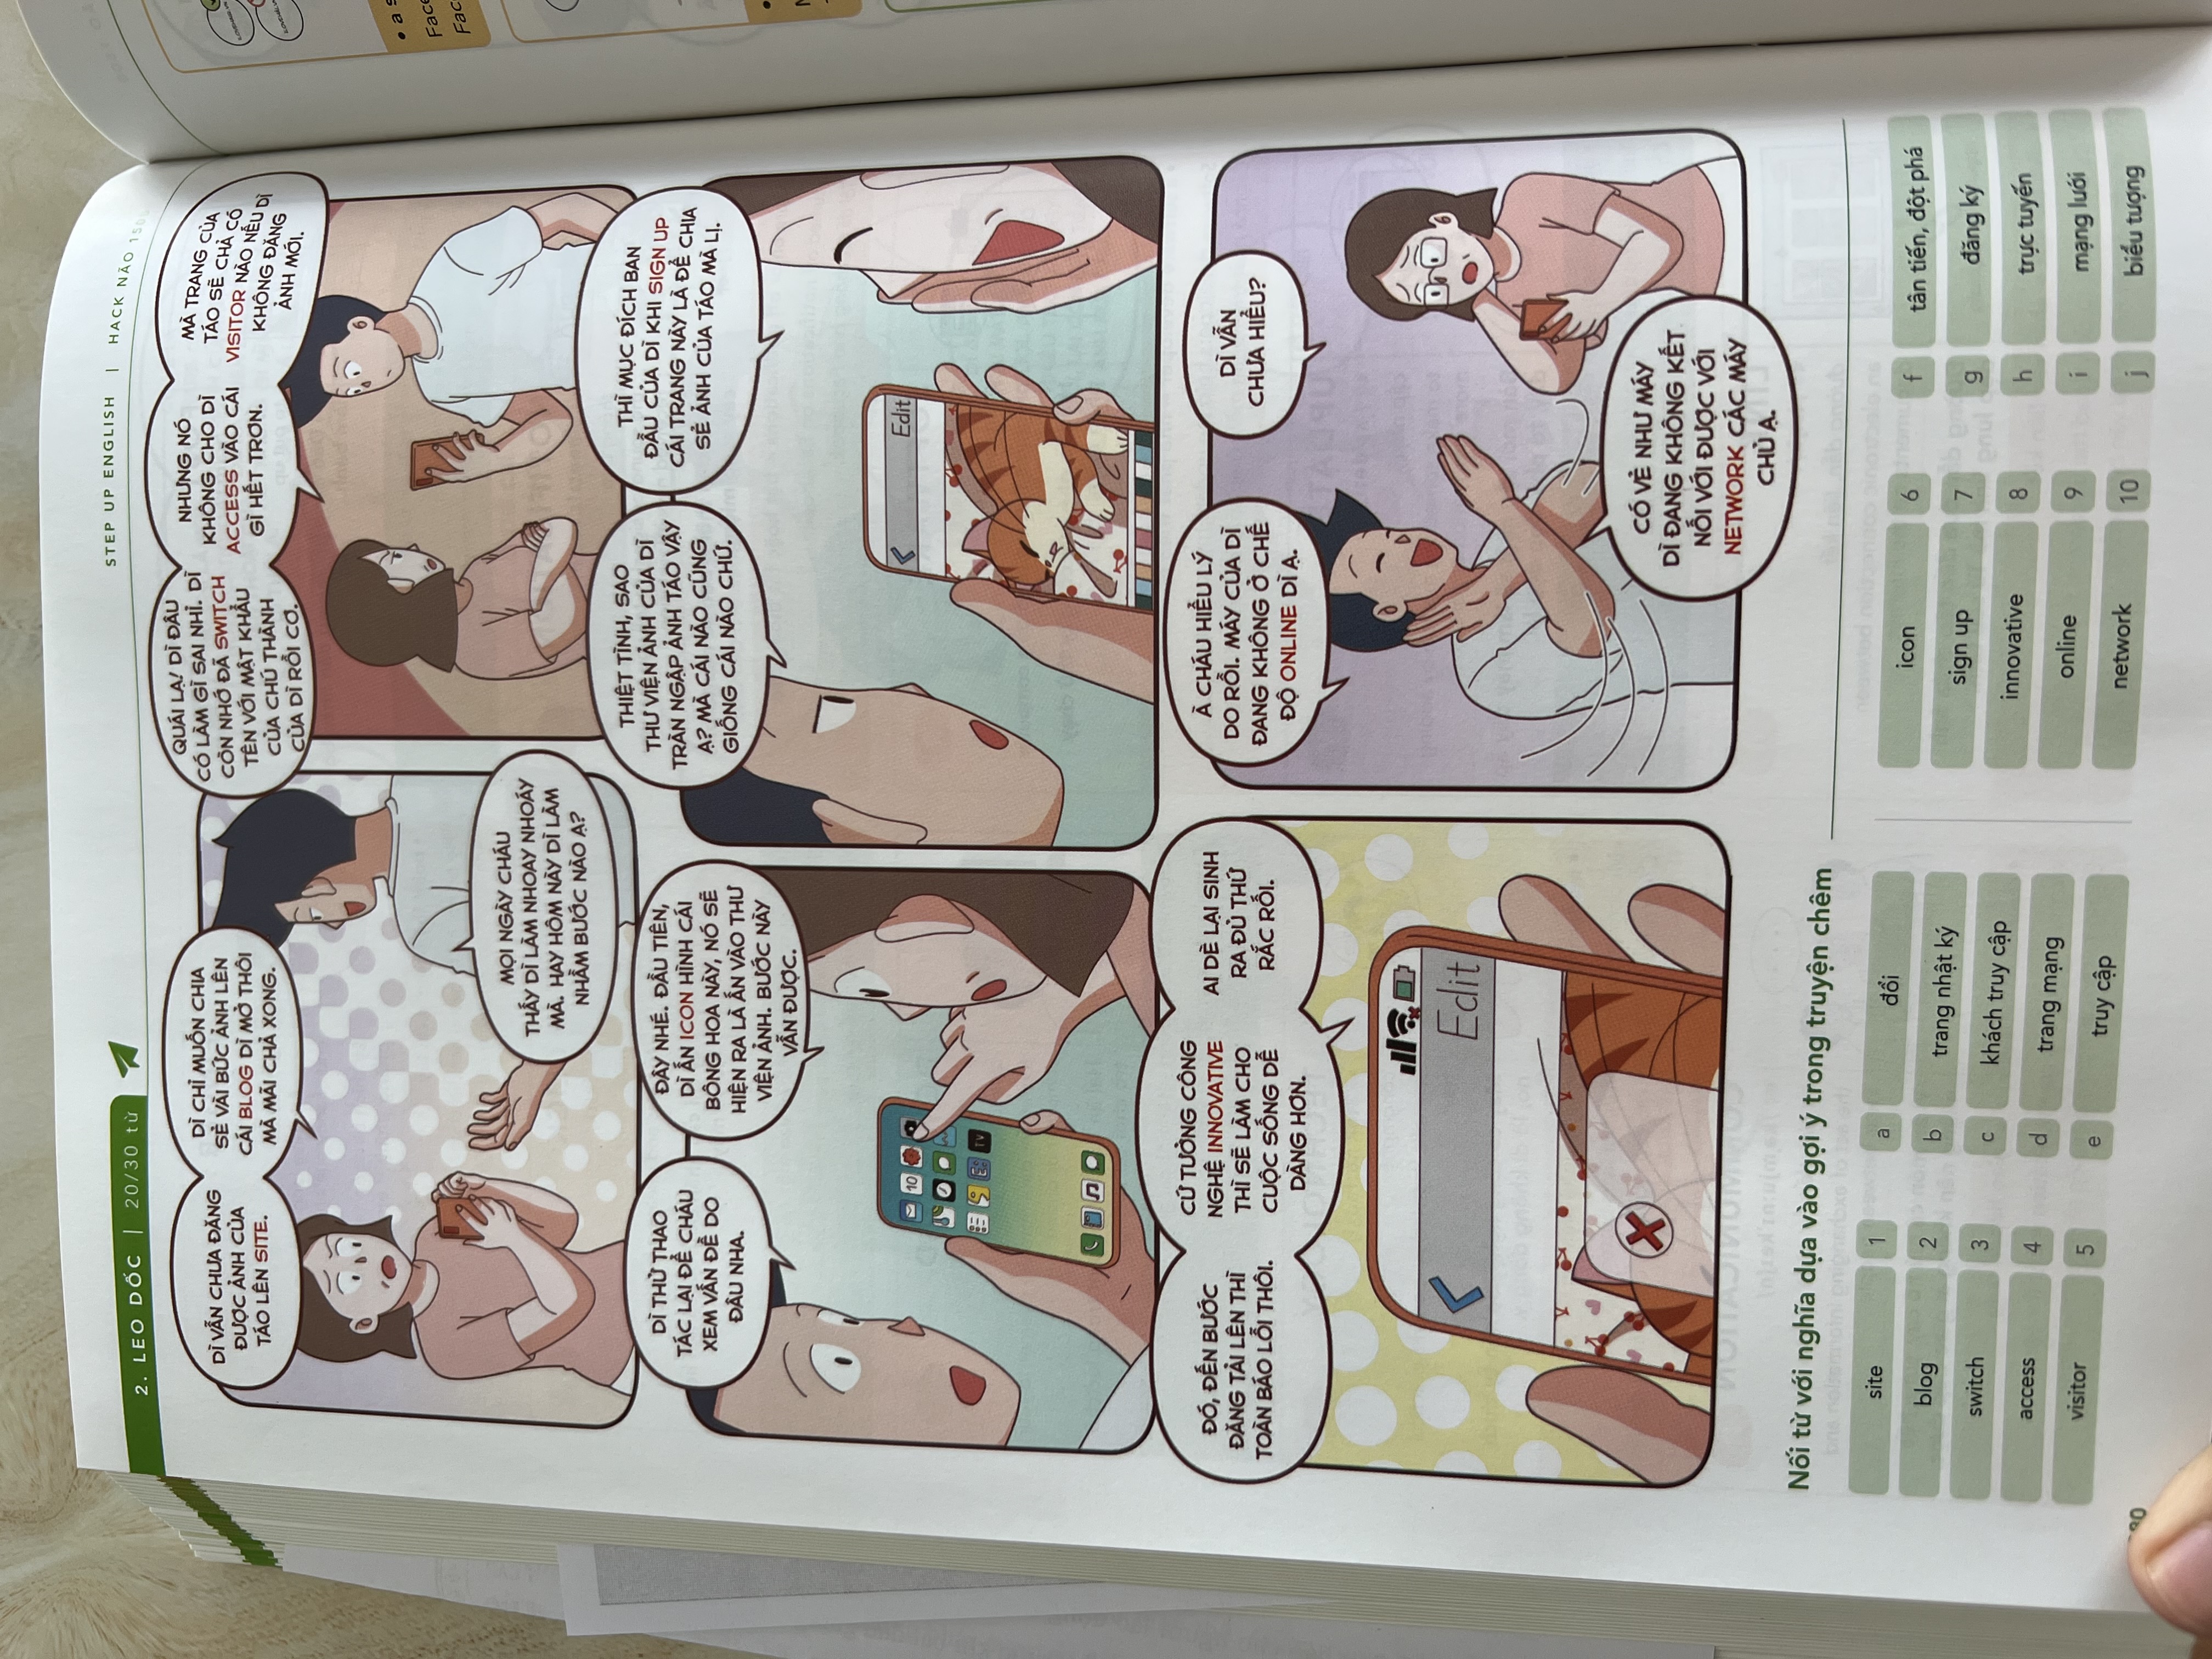 2. LEO DỐC | 20/30 từ
STEP UP ENGLISH | HACK NÃO
DÌ VẪN CHƯA ĐĂNG
ĐƯỢC ẢNH CỦA
TÁO LÊN SITE.
DÌ CHỈ MUỐN CHIA
SẺ VÀI BỨC ẢNH LÊN
CÁI BLOG DÌ MỞ THÔI
MÀ MÃI CHẢ XONG.
MỌI NGÀY CHÁU
THẤY DÌ LÀM NHOAY NHOÁY
MÀ. HAY HÔM NÀY DÌ LÀM
NHẦM BƯỚC NÀO Ạ?
QUÁI LẠ! DÌ ĐÂU
CÓ LÀM GÌ SAI NHỈ. DÌ
CÒN NHỚ ĐÃ SWITCH
TÊN VỚI MẬT KHẨU
CỦA CHÚ THÀNH
CỦA DÌ RỒI CƠ.
NHƯNG NÓ
KHÔNG CHO DÌ
ACCESS VÀO CÁI
GÌ HẾT TRƠN.
MÀ TRANG CỦA
TÁO SẼ CHẢ CÓ
VISITOR NÀO NẾU DÌ
KHÔNG ĐĂNG
ẢNH MỚI.
DÌ THỬ THAO
TÁC LẠI ĐỂ CHÁU
XEM VẤN ĐỀ DO
ĐÂU NHA.
ĐÂY NHÉ. ĐẦU TIÊN,
DÌ ẤN ICON HÌNH CÁI
BÔNG HOA NÀY, NÓ SẼ
HIỆN RA LÀ ẤN VÀO THƯ
VIỆN ẢNH. BƯỚC NÀY
VẪN ĐƯỢC.
10
TV
THIỆT TÌNH, SAO
THƯ VIỆN ẢNH CỦA DÌ
TRÀN NGẬP ẢNH TÁO VẬY
Ạ? MÀ CÁI NÀO CŨNG
GIỐNG CÁI NÀO CHỨ.
THÌ MỤC ĐÍCH BAN
ĐẦU CỦA DÌ KHI SIGN UP
CÁI TRANG NÀY LÀ ĐỂ CHIA
SẺ ẢNH CỦA TÁO MÀ LỊ.
Edit
ĐÓ, ĐẾN BƯỚC
ĐĂNG TẢI LÊN THÌ
TOÀN BÁO LỖI THÔI.
CỨ TƯỞNG CÔNG
NGHỆ INNOVATIVE
THÌ SẼ LÀM CHO
CUỘC SỐNG DỄ
DÀNG HƠN.
AI DÈ LẠI SINH
RA ĐỦ THỨ
RẮC RỐI.
Edit
À CHÁU HIỂU LÝ
DO RỒI. MÁY CỦA DÌ
ĐANG KHÔNG Ở CHẾ
ĐỘ ONLINE DÌ Ạ.
DÌ VẪN
CHƯA HIỂU?
CÓ VẺ NHƯ MÁY
DÌ ĐANG KHÔNG KẾT
NỐI VỚI ĐƯỢC VỚI
NETWORK CÁC MÁY
CHỦ Ạ.
Nối từ với nghĩa dựa vào gợi ý trong truyện chêm
site 1 a đổi
blog 2 b trang nhật ký
switch 3 c khách truy cập
access 4 d trang mạng
visitor 5 e truy cập
icon 6 f tân tiến, đột phá
sign up 7 g đăng ký
innovative 8 h trực tuyến
online 9 i mạng lưới
network 10 j biểu tượng